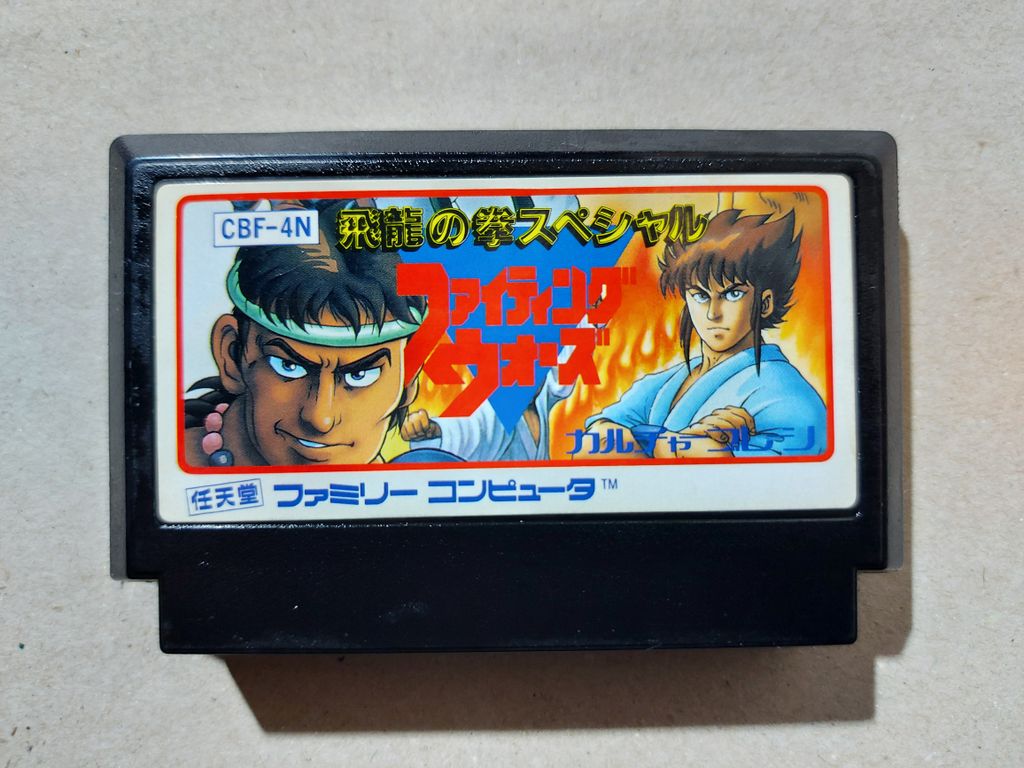 CBF-4N
飛龍の拳スペシャル
ファイティング
ウォーズ
カルチャーブレーン
任天堂 ファミリー コンピュータ™